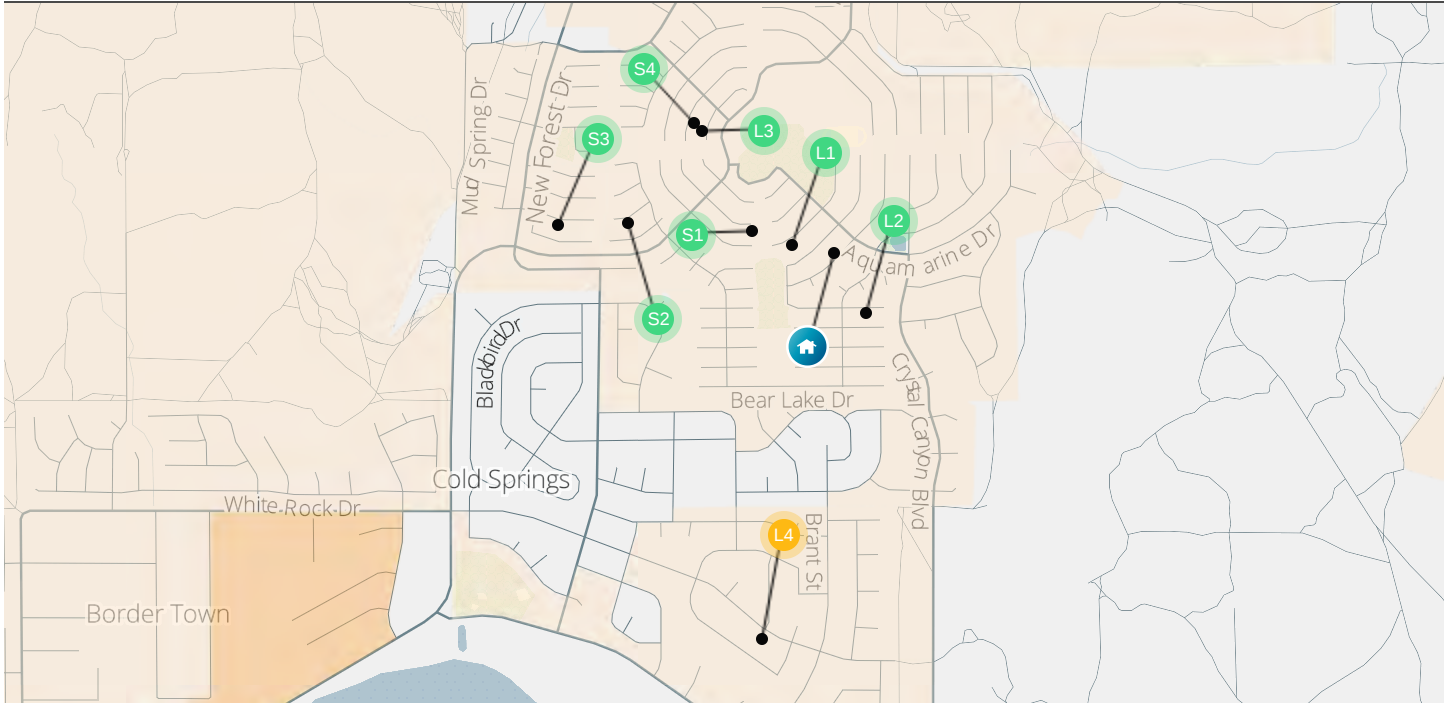 S4
Mud Spring Dr
New Forest Dr
S3
L3
L1
S1
L2
Aquamarine Dr
S2
Blackbird Dr
Crystal Canyon Blvd
Bear Lake Dr
Cold Springs
White Rock Dr
L4
Brant St
Border Town